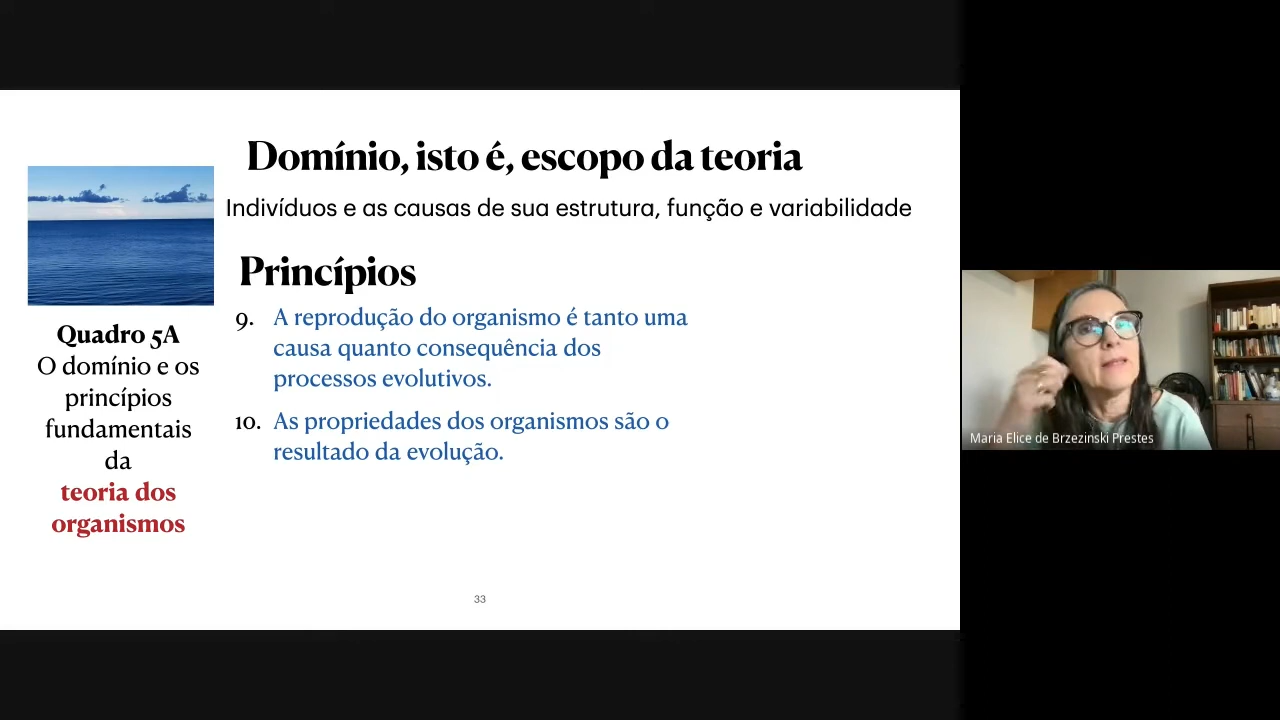 Domínio, isto é, escopo da teoria
Indivíduos e as causas de sua estrutura, função e variabilidade
Princípios
9. A reprodução do organismo é tanto uma
causa quanto consequência dos
processos evolutivos.
10. As propriedades dos organismos são o
resultado da evolução.
Quadro 5A
O domínio e os
princípios
fundamentais
da
teoria dos
organismos
33
Maria Elice de Brzezinski Prestes